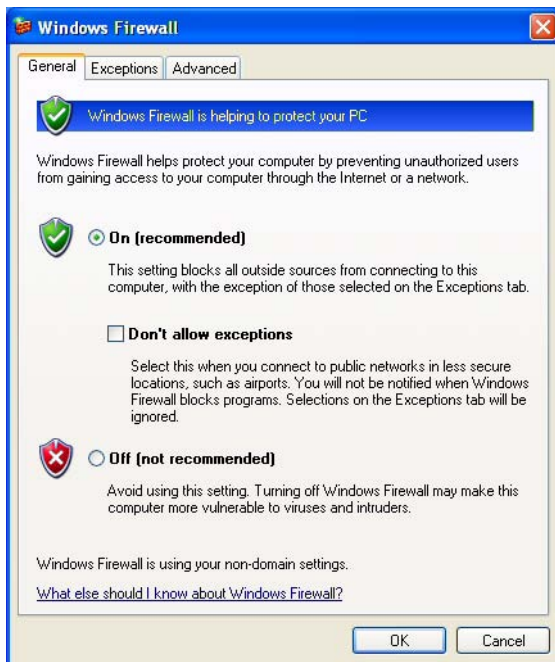 Windows Firewall
General
Exceptions
Advanced
Windows Firewall is helping to protect your PC
Windows Firewall helps protect your computer by preventing unauthorized users
from gaining access to your computer through the Internet or a network.
On (recommended)
This setting blocks all outside sources from connecting to this
computer, with the exception of those selected on the Exceptions tab.
Don't allow exceptions
Select this when you connect to public networks in less secure
locations, such as airports. You will not be notified when Windows
Firewall blocks programs. Selections on the Exceptions tab will be
ignored.
Off (not recommended)
Avoid using this setting. Turning off Windows Firewall may make this
computer more vulnerable to viruses and intruders.
Windows Firewall is using your non-domain settings.
What else should I know about Windows Firewall?
OK
Cancel